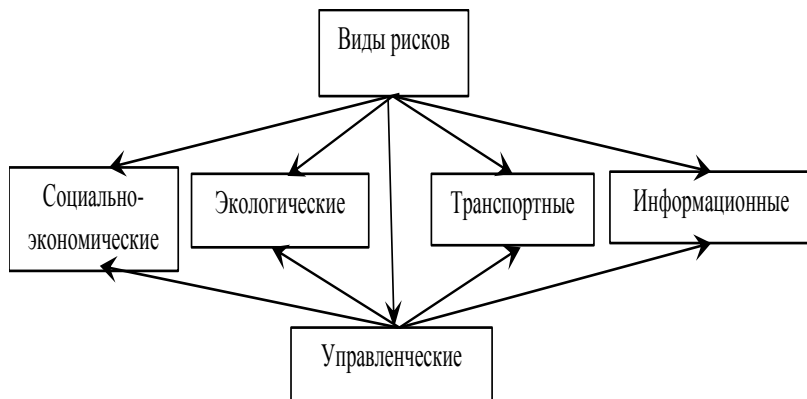 Виды рисков
Социально-
экономические
Экологические
Транспортные
Информационные
Управленческие